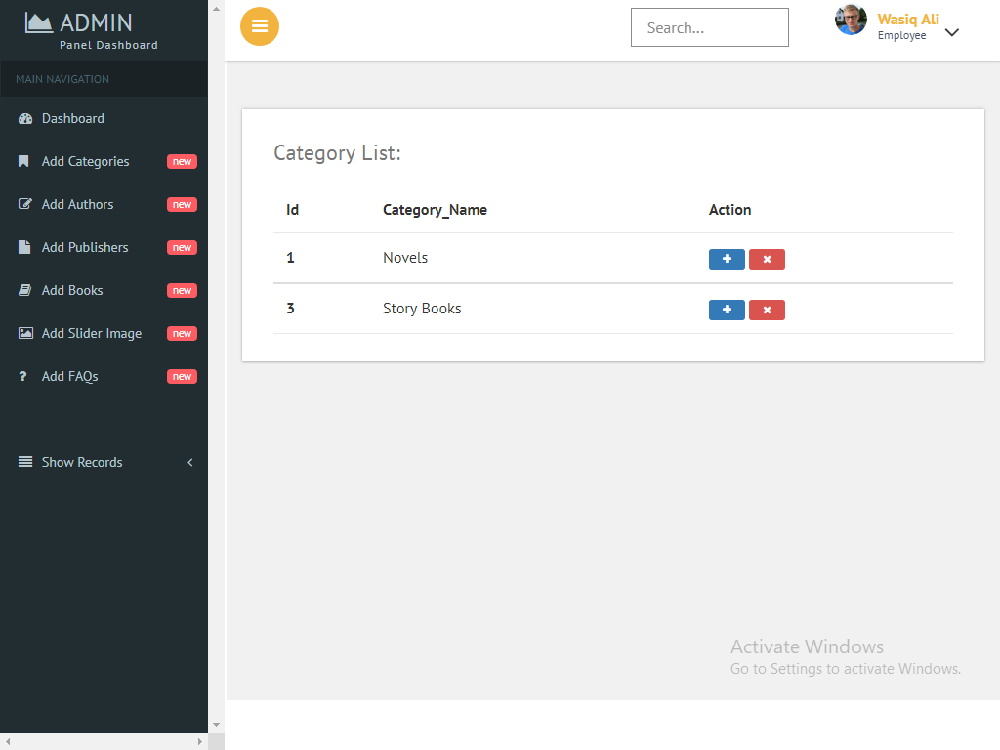 ADMIN
Panel Dashboard
MAIN NAVIGATION
Dashboard
Add Categories new
Add Authors new
Add Publishers new
Add Books new
Add Slider Image new
Add FAQs new
Show Records
Search...
Wasiq Ali
Employee
Category List:
Id Category_Name Action
1 Novels
3 Story Books
Activate Windows
Go to Settings to activate Windows.